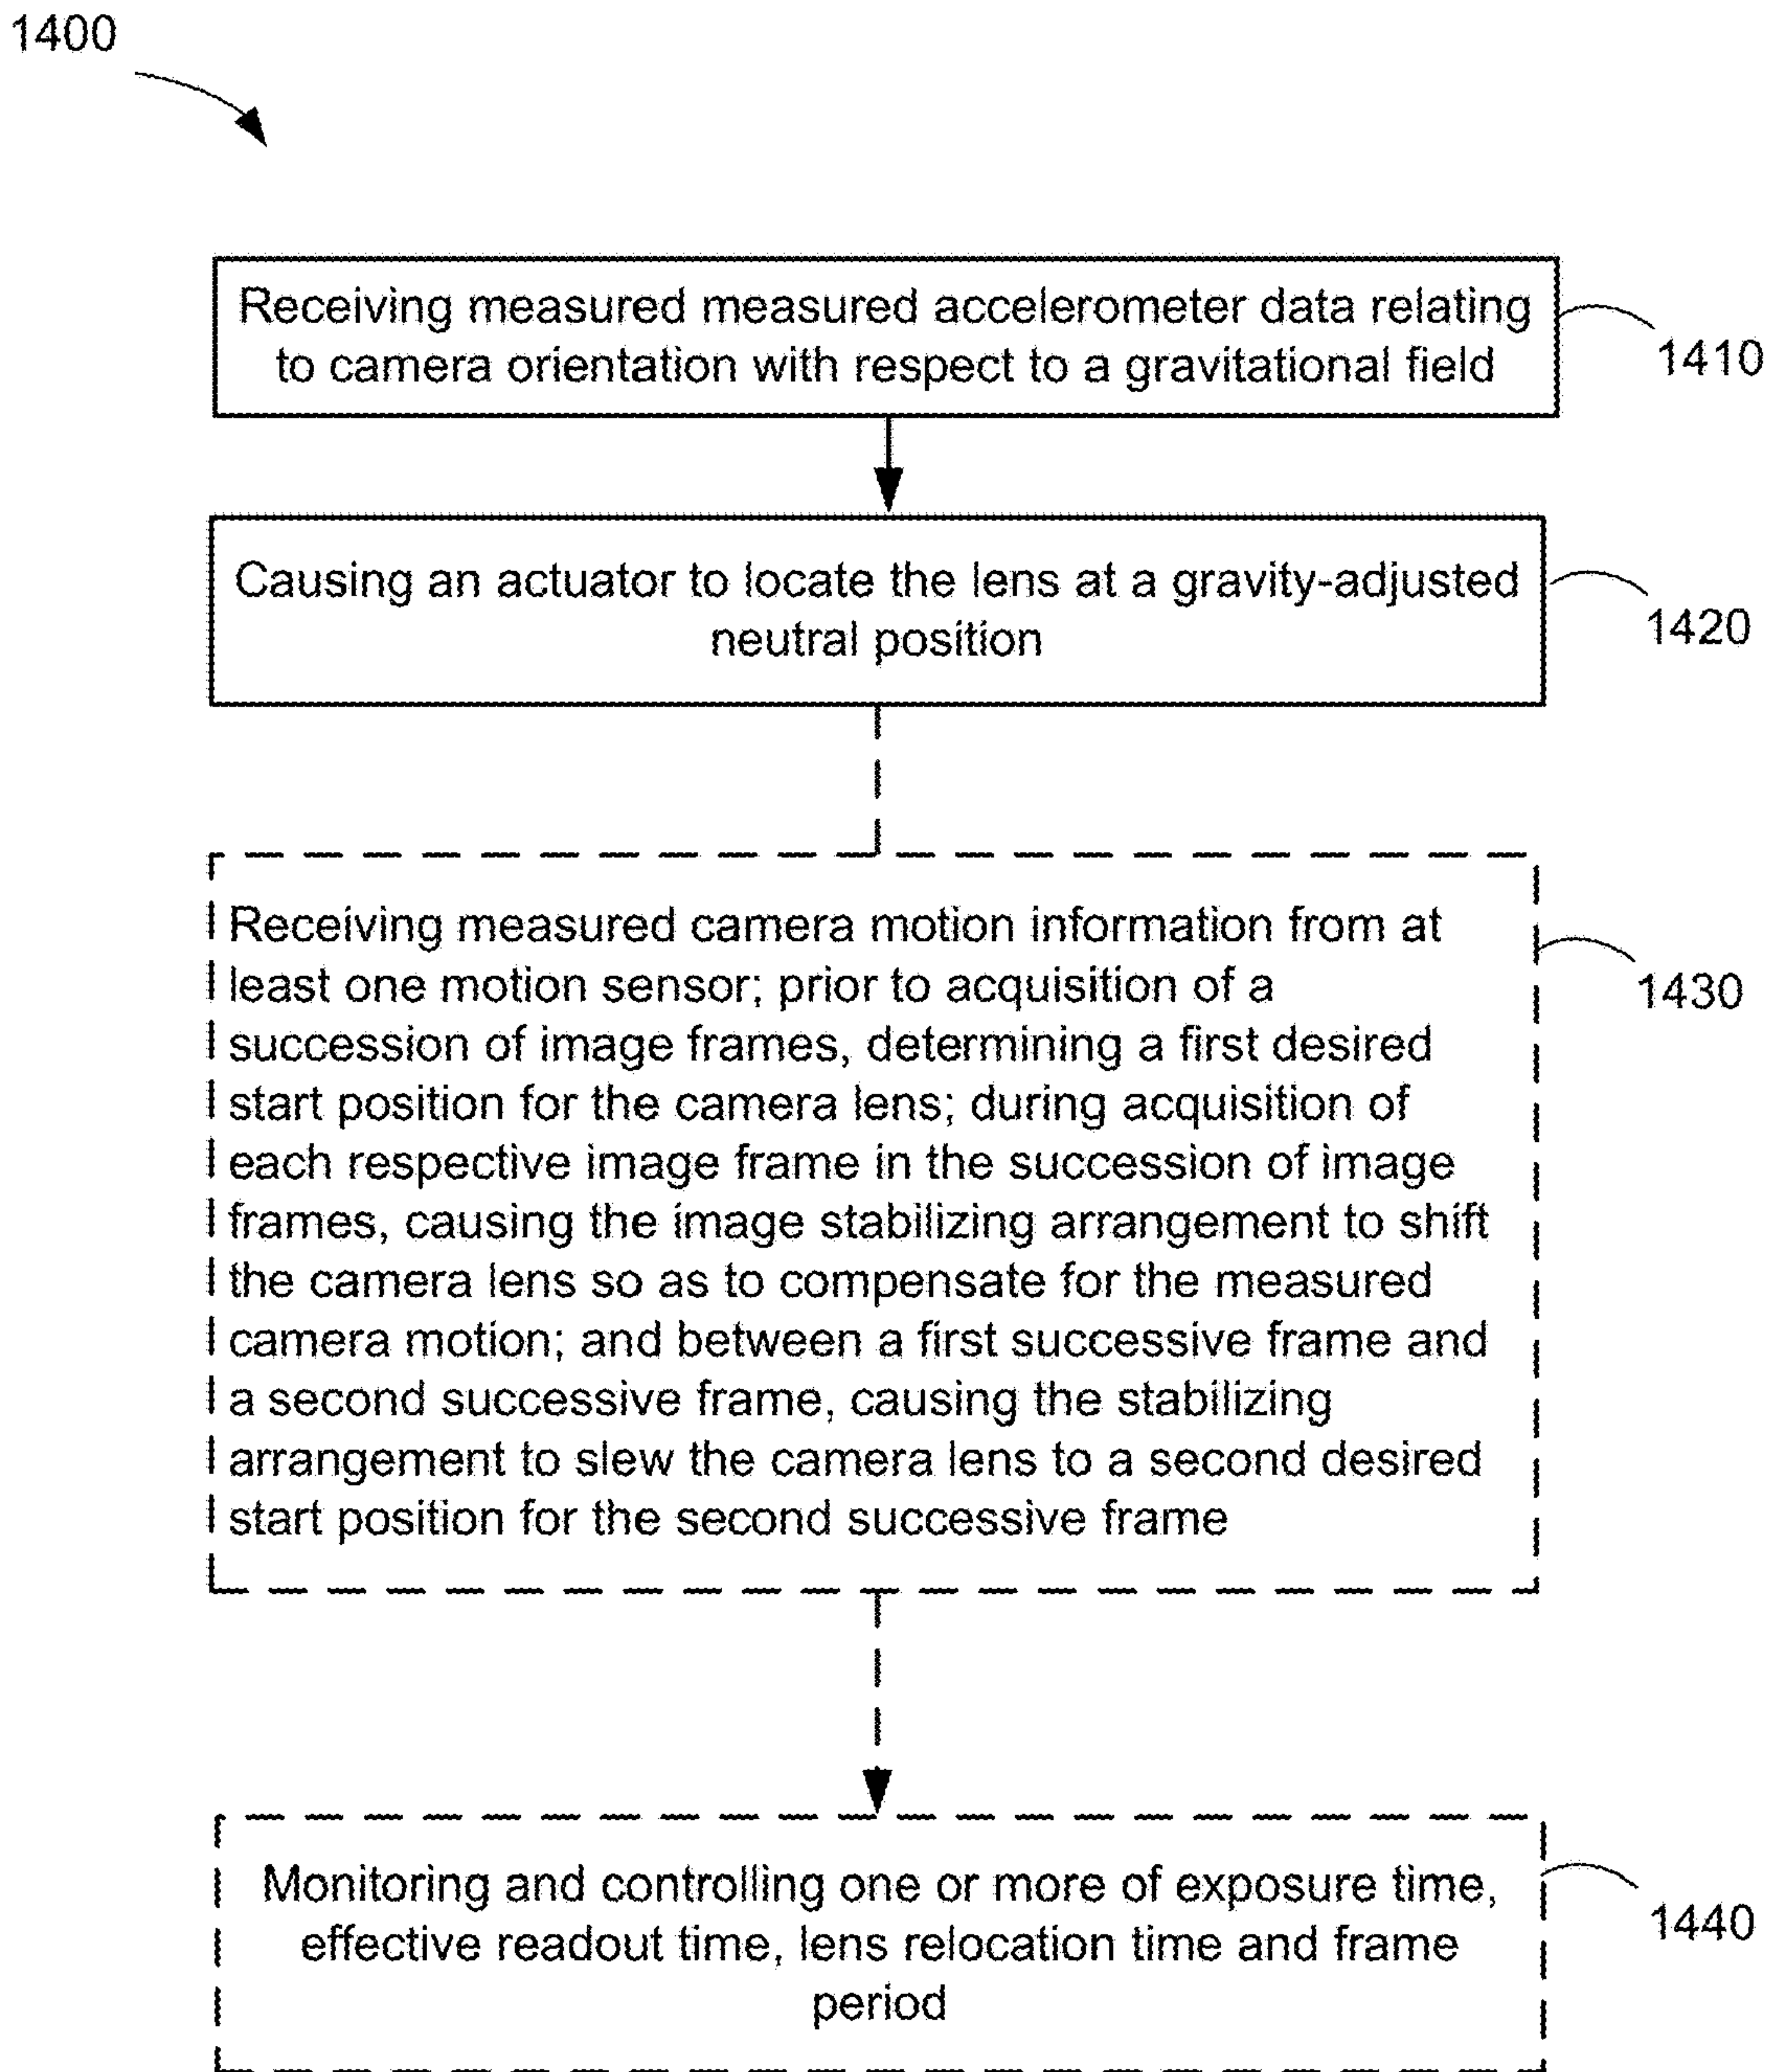 1400
Receiving measured measured accelerometer data relating
to camera orientation with respect to a gravitational field
1410
Causing an actuator to locate the lens at a gravity-adjusted
neutral position
1420
Receiving measured camera motion information from at
least one motion sensor; prior to acquisition of a
succession of image frames, determining a first desired
start position for the camera lens; during acquisition of
each respective image frame in the succession of image
frames, causing the image stabilizing arrangement to shift
the camera lens so as to compensate for the measured
camera motion; and between a first successive frame and
a second successive frame, causing the stabilizing
arrangement to slew the camera lens to a second desired
start position for the second successive frame
1430
Monitoring and controlling one or more of exposure time,
effective readout time, lens relocation time and frame
period
1440